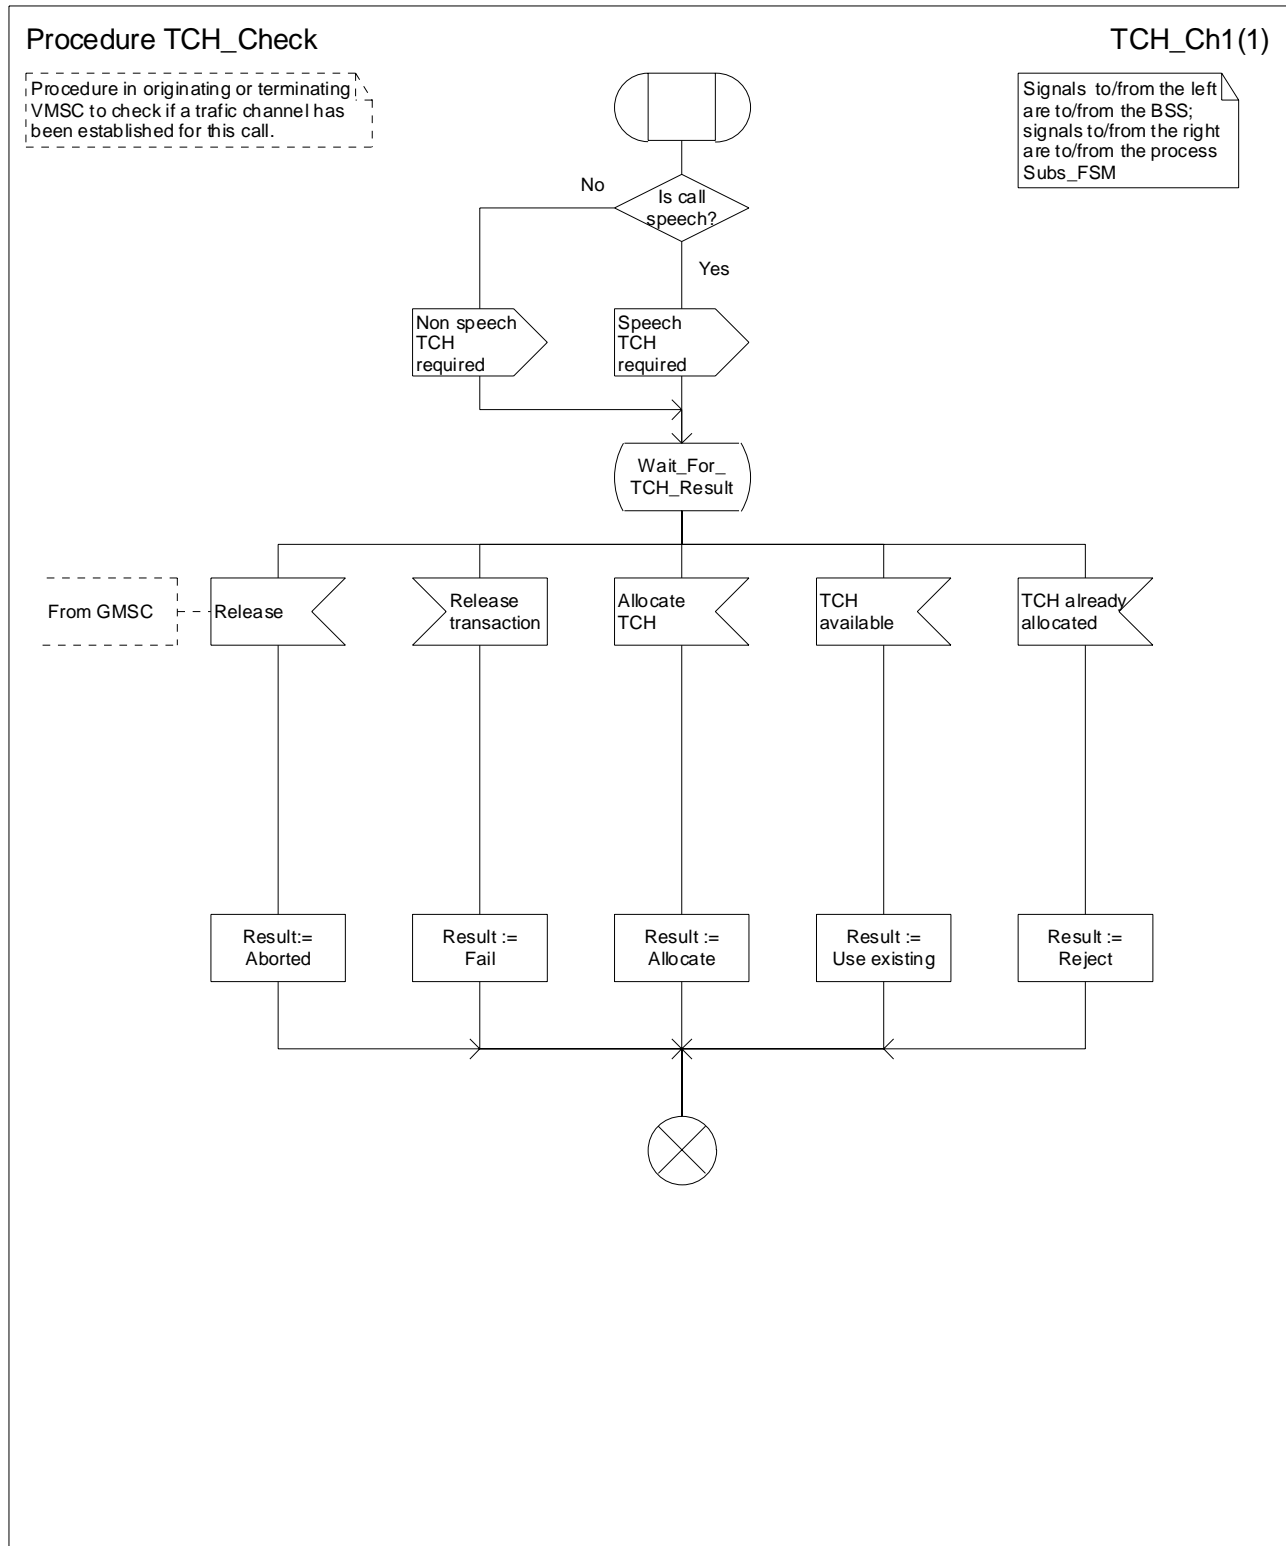 Procedure TCH_Check
TCH_Ch1(1)
Procedure in originating or terminating
VMSC to check if a trafic channel has
been established for this call.
Signals to/from the left
are to/from the BSS;
signals to/from the right
are to/from the process
Subs_FSM
No
Is call
speech?
Yes
Non speech
TCH
required
Speech
TCH
required
Wait_For_
TCH_Result
From GMSC
Release
Release
transaction
Allocate
TCH
TCH
available
TCH already
allocated
Result:=
Aborted
Result :=
Fail
Result :=
Allocate
Result :=
Use existing
Result :=
Reject